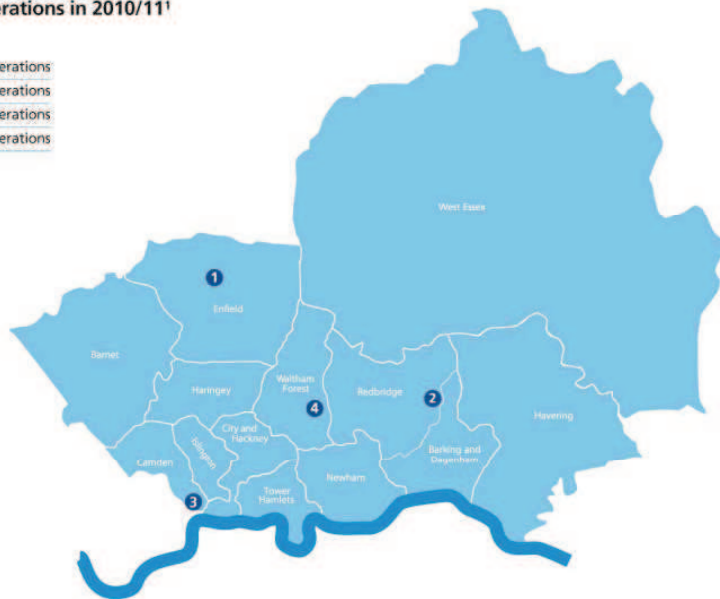 erations in 2010/11¹
erations
erations
erations
erations
West Essex
1
Enfield
Barnet
Haringey
Waltham
Forest
4
Redbridge
2
Havering
City and
Hackney
Islington
Camden
Barking and
Dagenham
Newham
Tower
Hamlets
3